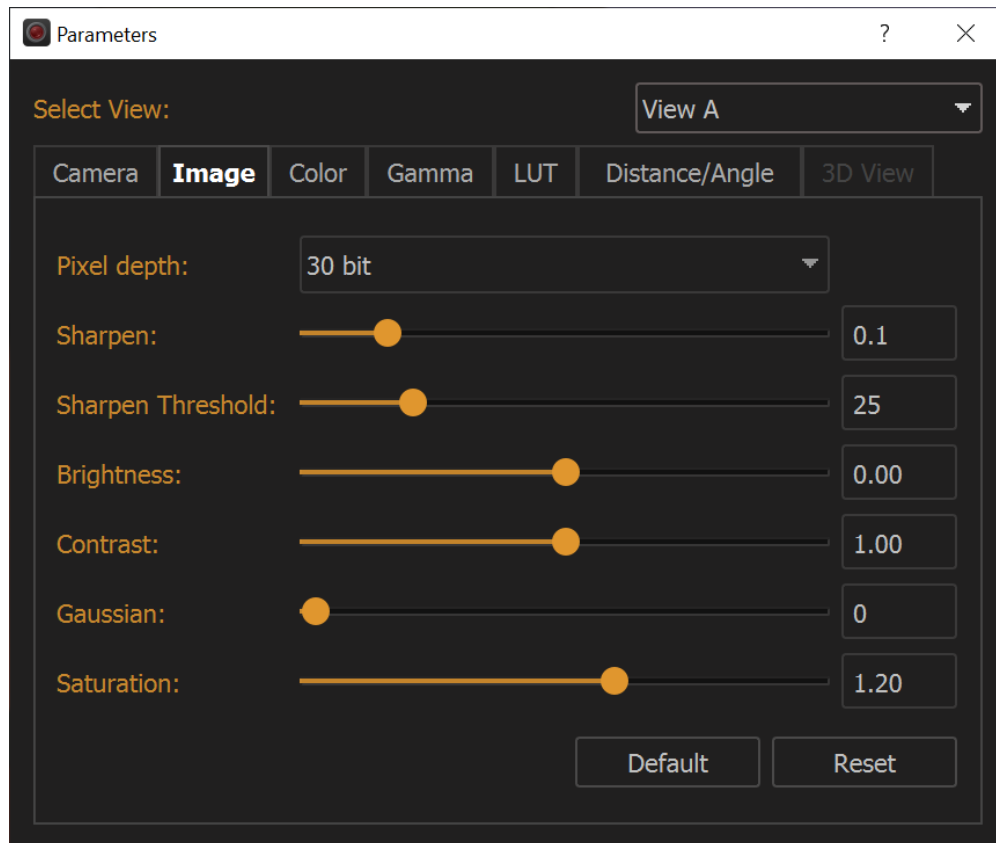 Parameters ?
Select View: View A
Camera Image Color Gamma LUT Distance/Angle 3D View
Pixel depth: 30 bit
Sharpen: 0.1
Sharpen Threshold: 25
Brightness: 0.00
Contrast: 1.00
Gaussian: 0
Saturation: 1.20
Default Reset